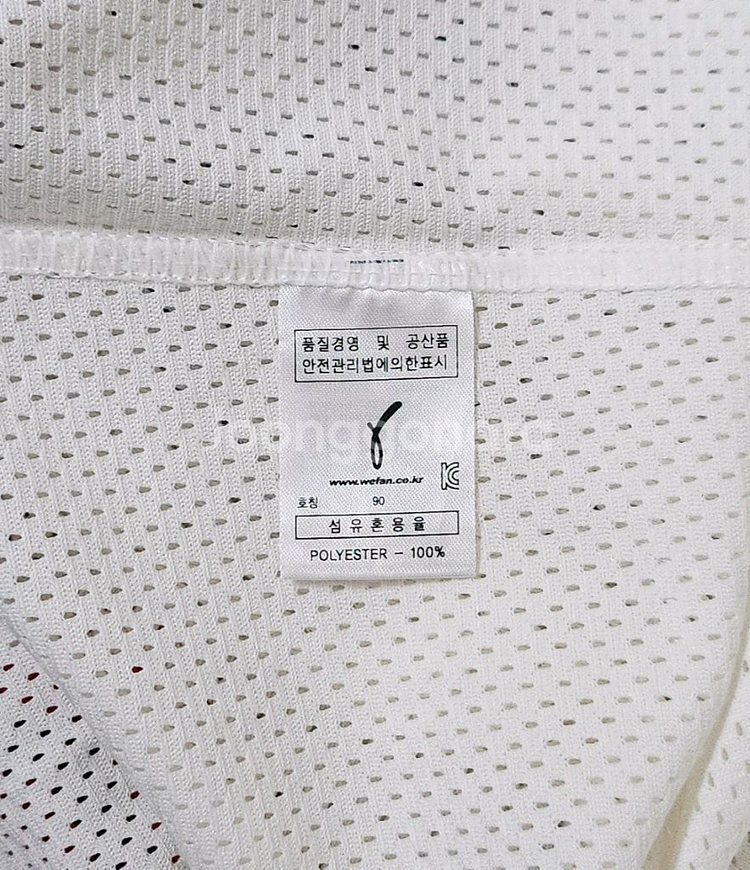 품질경영 및 공산품
안전관리법에의한표시
www.wefan.co.kr
호칭 90
섬유혼용율
POLYESTER - 100%